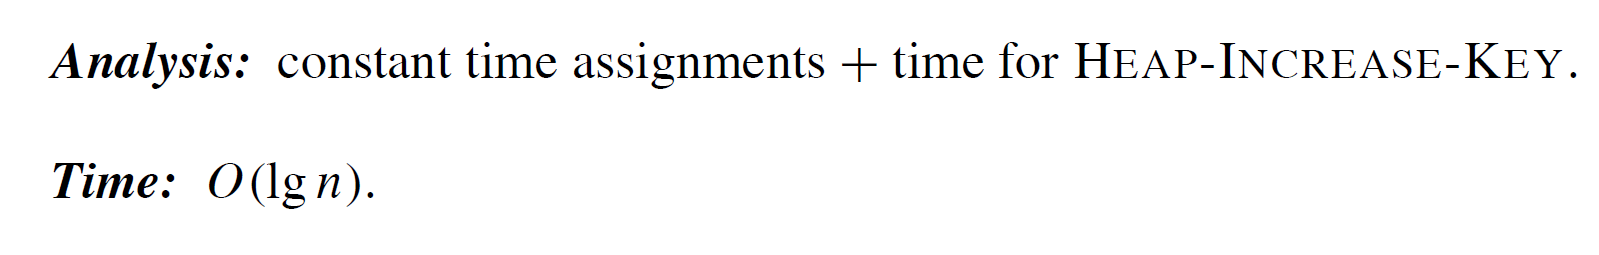 Analysis: constant time assignments + time for HEAP-INCREASE-KEY.
Time: O(lg n).